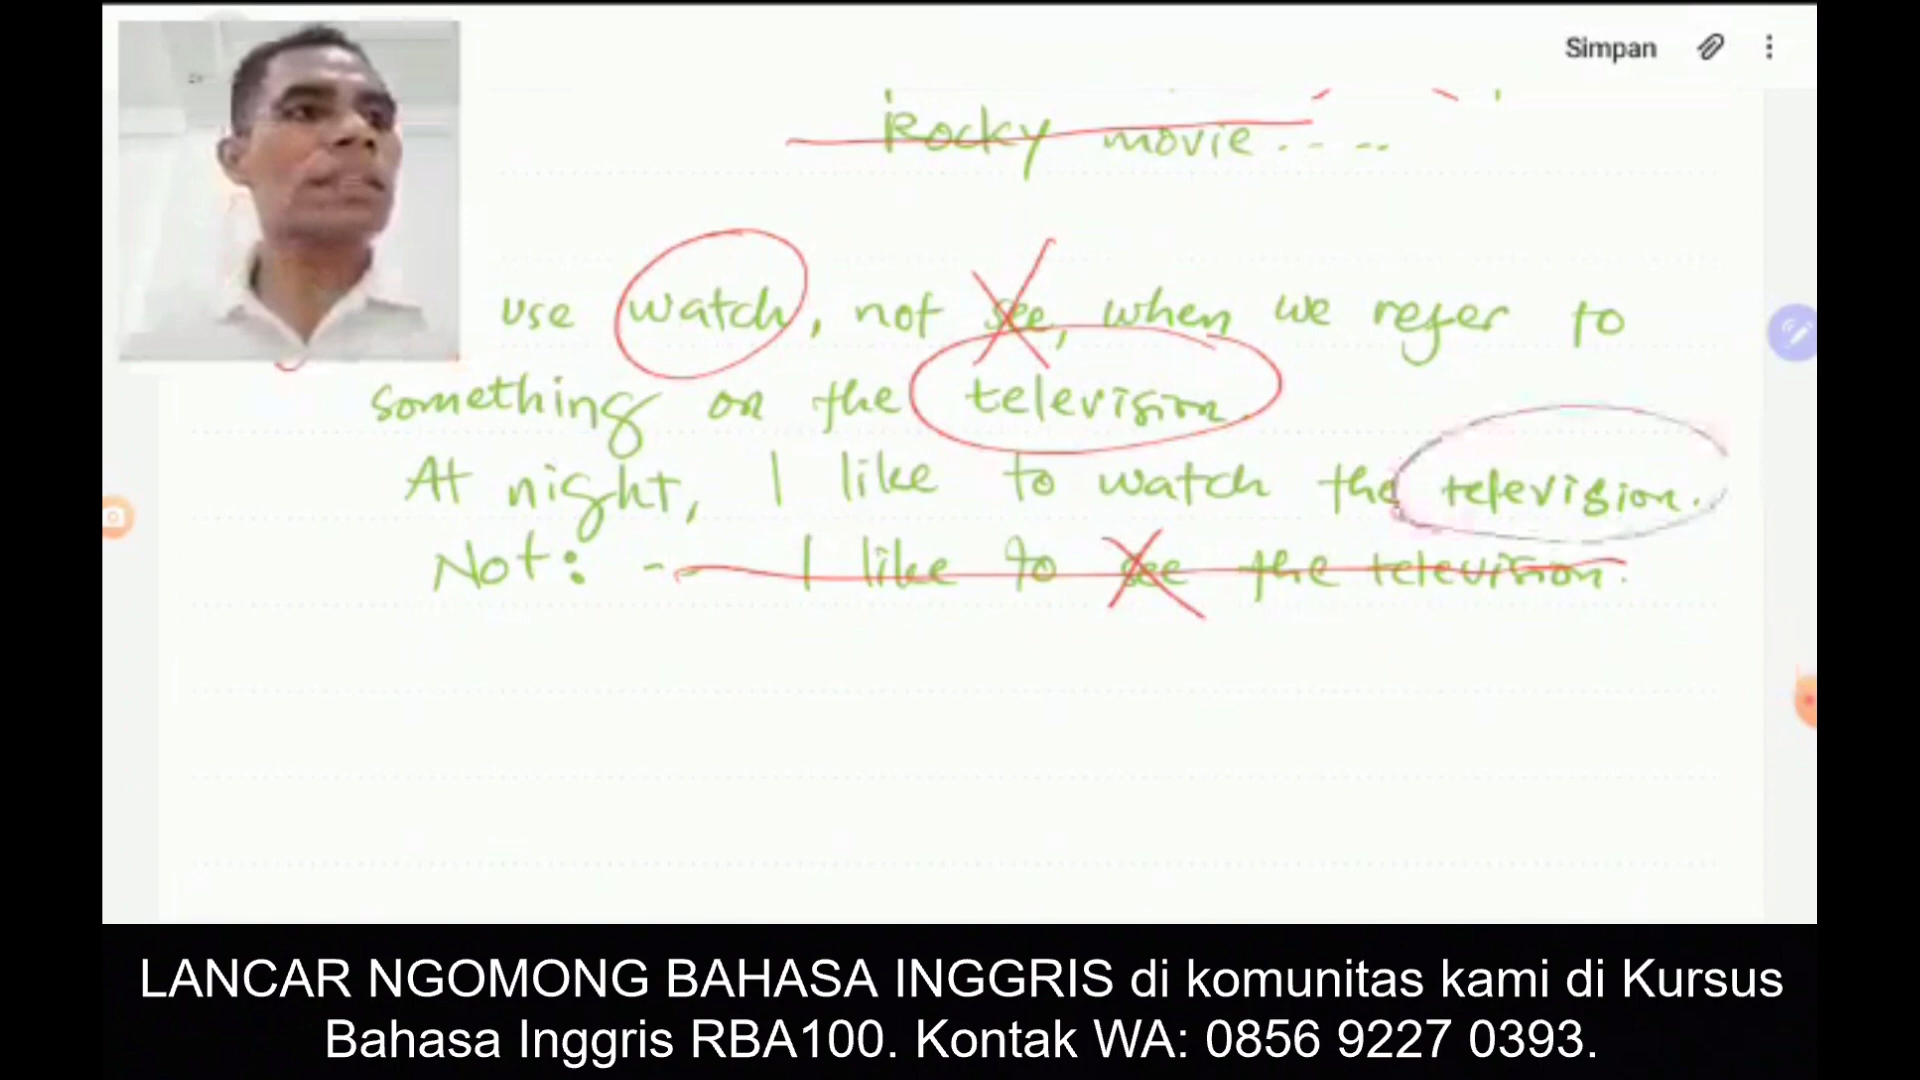 Simpan
Rocky movie.....
use watch, not see, when we refer to
something on the television.
At night, I like to watch the television.
Not: -- I like to see the television.
LANCAR NGOMONG BAHASA INGGRIS di komunitas kami di Kursus
Bahasa Inggris RBA100. Kontak WA: 0856 9227 0393.